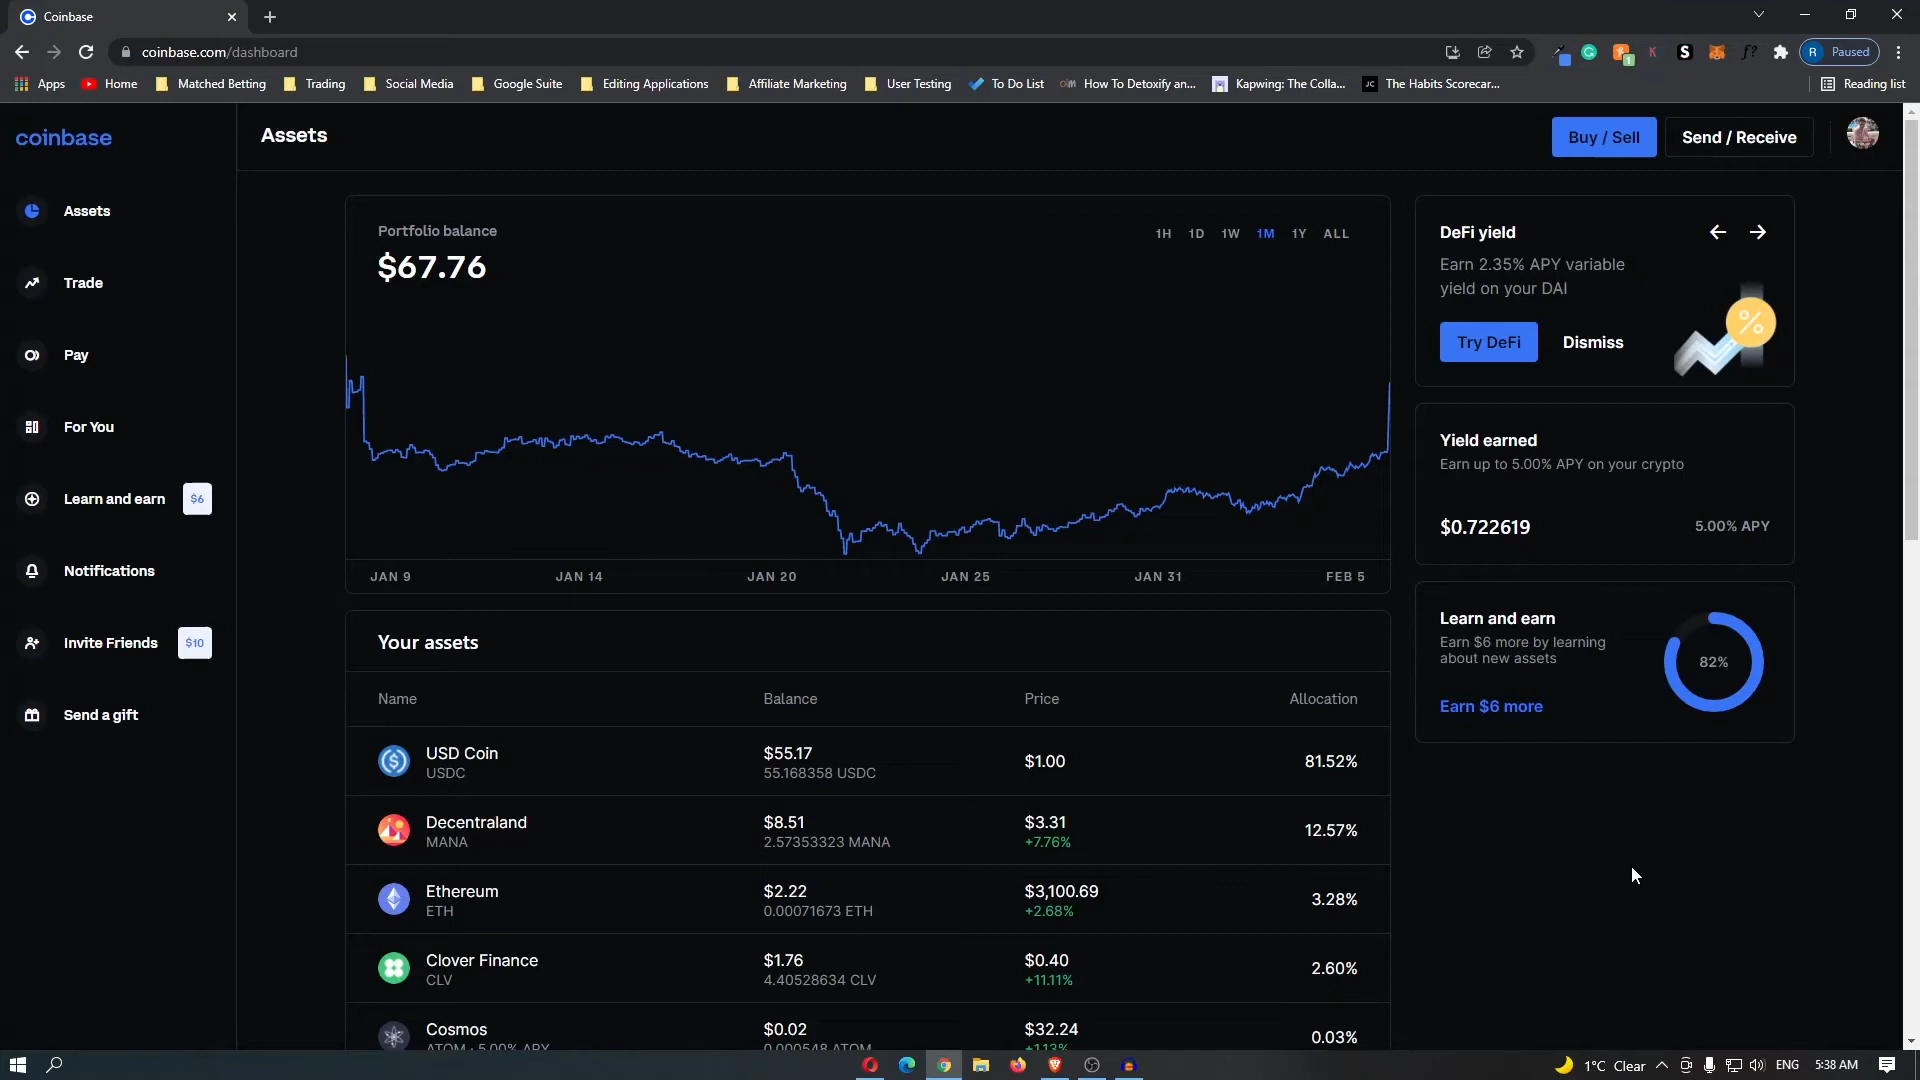 Coinbase
coinbase.com/dashboard
R Paused
Apps Home Matched Betting Trading Social Media Google Suite Editing Applications Affiliate Marketing User Testing To Do List How To Detoxify an... Kapwing: The Colla... JC The Habits Scorecar... Reading list
coinbase
Assets
Buy / Sell
Send / Receive
Assets
Trade
Pay
For You
Learn and earn $6
Notifications
Invite Friends $10
Send a gift
Portfolio balance
$67.76
1H 1D 1W 1M 1Y ALL
JAN 9 JAN 14 JAN 20 JAN 25 JAN 31 FEB 5
Your assets
Name Balance Price Allocation
USD Coin $55.17 $1.00 81.52%
USDC 55.168358 USDC
Decentraland $8.51 $3.31 12.57%
MANA 2.57353323 MANA +7.76%
Ethereum $2.22 $3,100.69 3.28%
ETH 0.00071673 ETH +2.68%
Clover Finance $1.76 $0.40 2.60%
CLV 4.40528634 CLV +11.11%
Cosmos $0.02 $32.24 0.03%
ATOM · 5.00% APY 0.000548 ATOM +1.13%
DeFi yield
Earn 2.35% APY variable
yield on your DAI
Try DeFi Dismiss
%
Yield earned
Earn up to 5.00% APY on your crypto
$0.722619 5.00% APY
Learn and earn
Earn $6 more by learning
about new assets
82%
Earn $6 more
1°C Clear ENG 5:38 AM